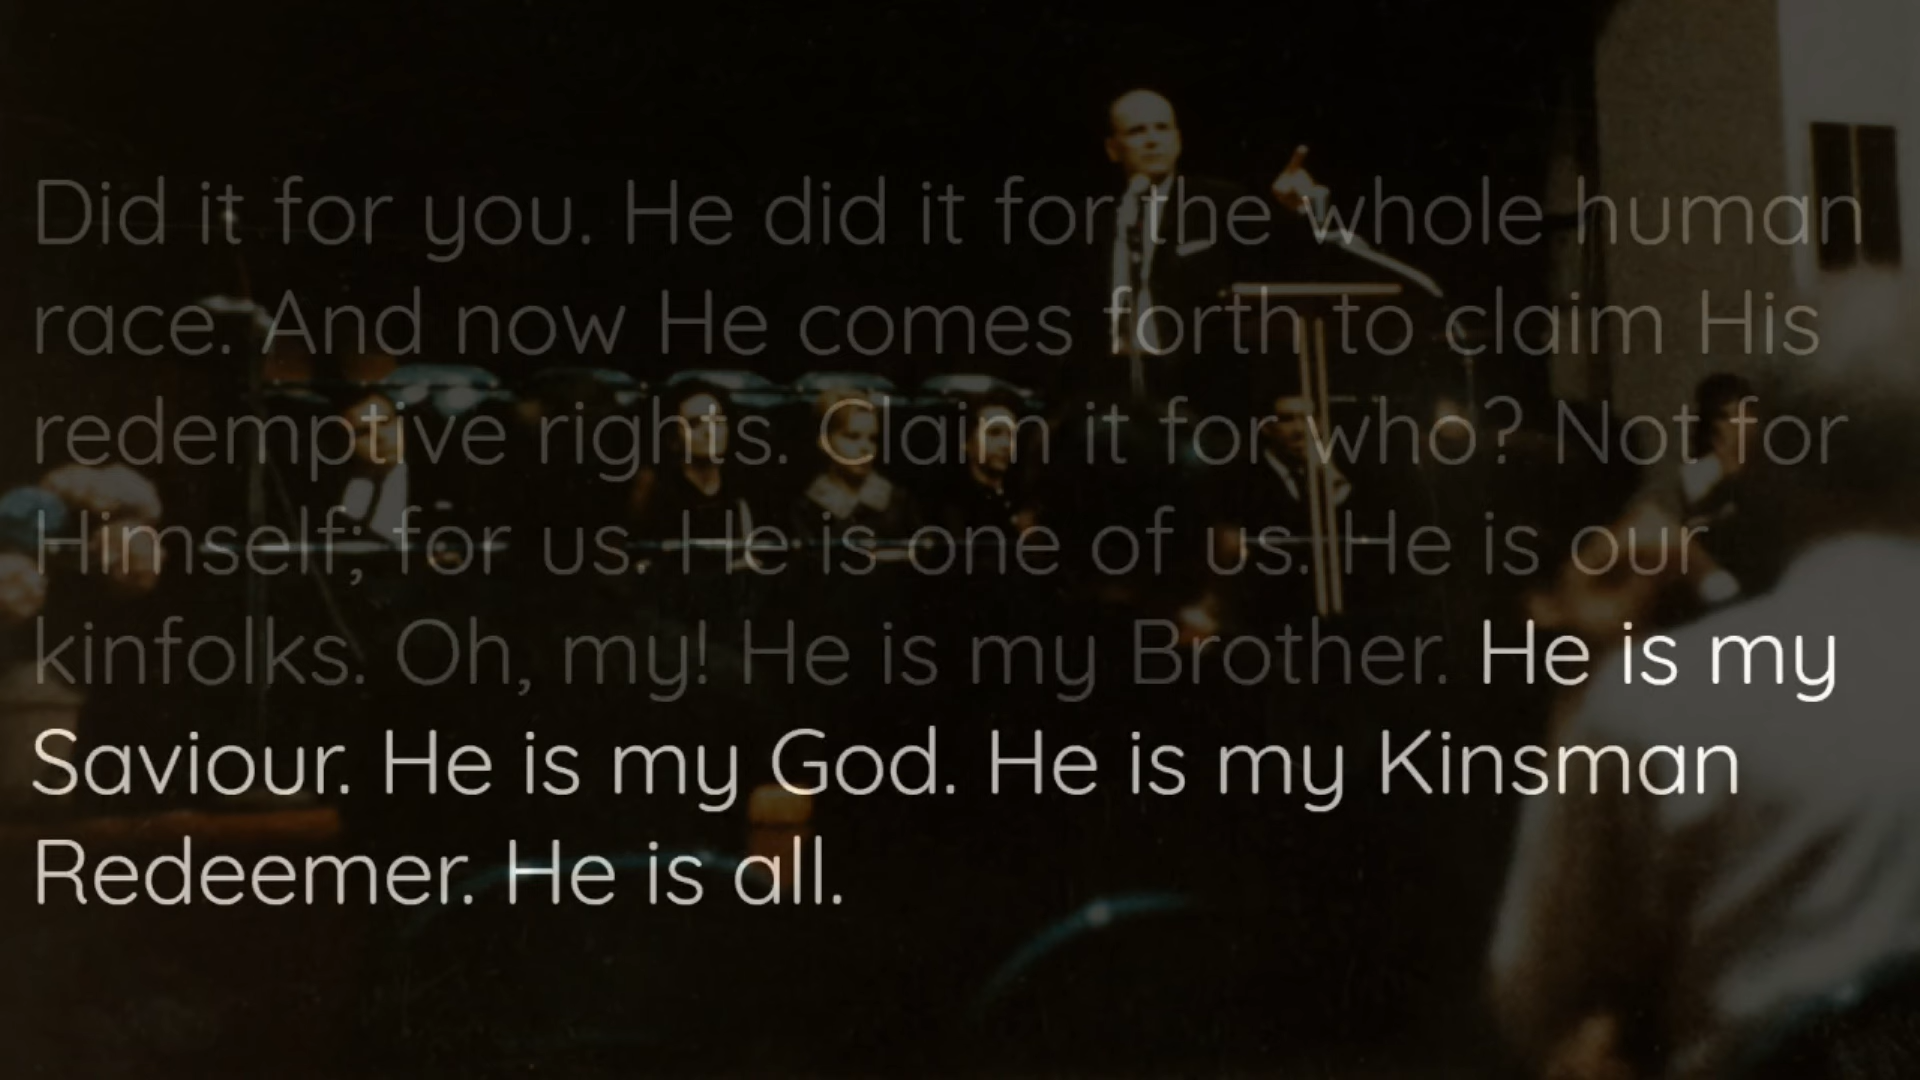 Did it for you. He did it for the whole human
race. And now He comes forth to claim His
redemptive rights. Claim it for who? Not for
Himself; for us. He is one of us. He is our
kinfolks. Oh, my! He is my Brother. He is my
Saviour. He is my God. He is my Kinsman
Redeemer. He is all.